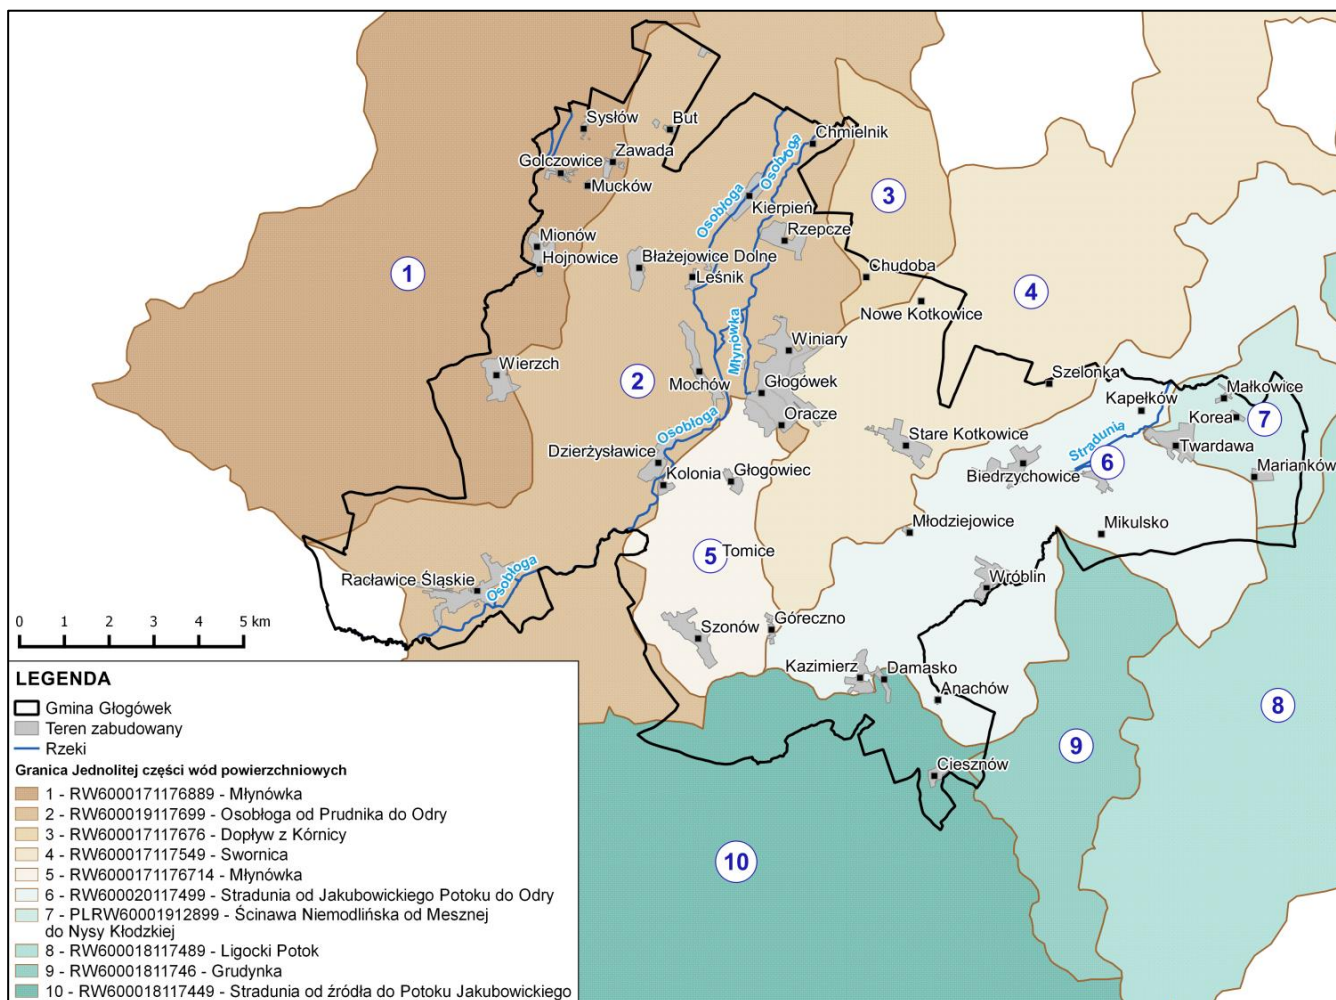 Sysłów
But
Chmielnik
Golczowice
Zawada
Osobłoga
Mucków
3
Osobłoga
Kierpień
Rzepcze
Mionów
Hojnowice
Błażejowice Dolne
Leśnik
Chudoba
1
4
Nowe Kotkowice
Młynówka
Winiary
Wierzch
2
Mochów
Głogówek
Szelonka
Małkowice
Kapełków
Korea
7
Osobłoga
Oracze
Stare Kotkowice
Stradunia
Twardawa
Dzierżysławice
Kolonia
Głogowiec
Biedrzychowice
6
Marianków
Młodziejowice
Mikulsko
5
Tomice
Racławice Śląskie
Osobłoga
Wróblin
0 1 2 3 4 5 km
Szonów
Góreczno
Kazimierz
Damasko
Anachów
8
9
Ciesznów
10
LEGENDA
Gmina Głogówek
Teren zabudowany
Rzeki
Granica Jednolitej części wód powierzchniowych
1 - RW6000171176889 - Młynówka
2 - RW600019117699 - Osobłoga od Prudnika do Odry
3 - RW600017117676 - Dopływ z Kórnicy
4 - RW600017117549 - Swornica
5 - RW6000171176714 - Młynówka
6 - RW600020117499 - Stradunia od Jakubowickiego Potoku do Odry
7 - PLRW60001912899 - Ścinawa Niemodlińska od Mesznej
do Nysy Kłodzkiej
8 - RW600018117489 - Ligocki Potok
9 - RW60001811746 - Grudynka
10 - RW600018117449 - Stradunia od źródła do Potoku Jakubowickiego